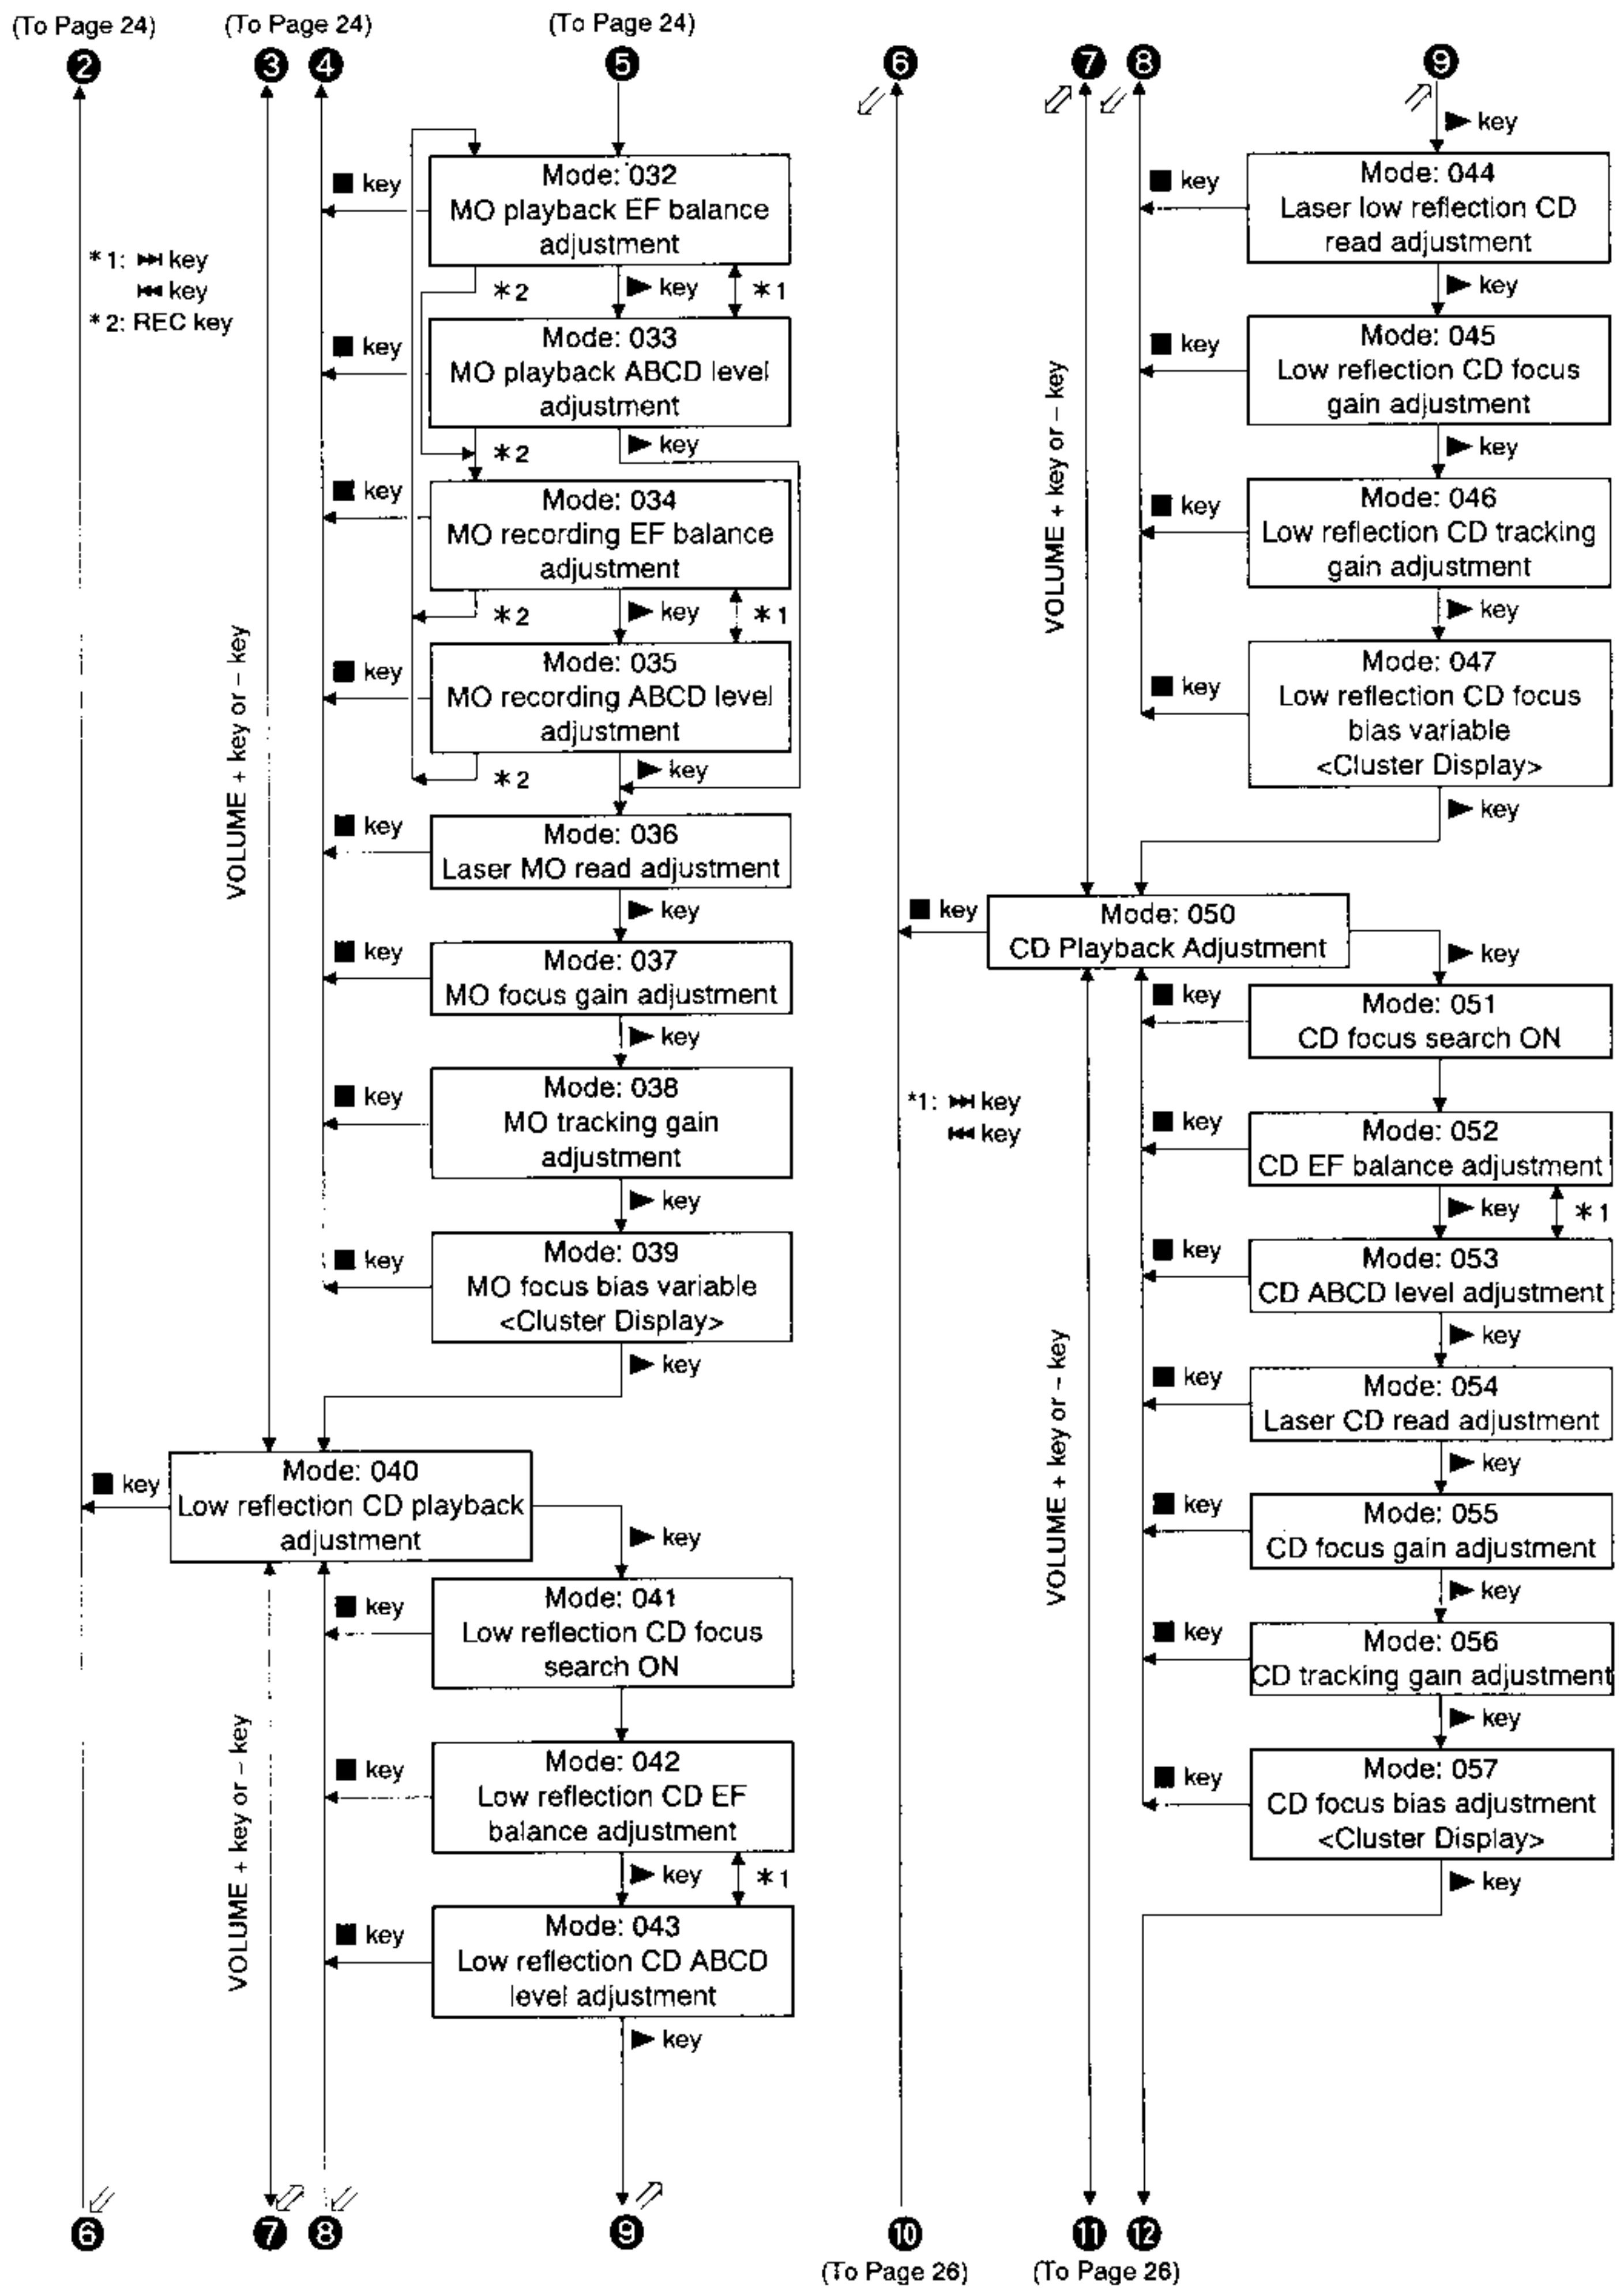 (To Page 24)
(To Page 24)
(To Page 24)
2
3
4
5
Mode: 032
MO playback EF balance
adjustment
■ key
*1: ⏭ key
⏮ key
*2: REC key
*2
► key
*1
Mode: 033
MO playback ABCD level
adjustment
■ key
► key
*2
Mode: 034
MO recording EF balance
adjustment
■ key
*2
► key
*1
Mode: 035
MO recording ABCD level
adjustment
■ key
► key
*2
VOLUME + key or – key
Mode: 036
Laser MO read adjustment
■ key
► key
Mode: 037
MO focus gain adjustment
■ key
► key
Mode: 038
MO tracking gain
adjustment
■ key
► key
Mode: 039
MO focus bias variable
<Cluster Display>
■ key
► key
Mode: 040
Low reflection CD playback
adjustment
■ key
► key
Mode: 041
Low reflection CD focus
search ON
■ key
Mode: 042
Low reflection CD EF
balance adjustment
■ key
► key
*1
VOLUME + key or – key
Mode: 043
Low reflection CD ABCD
level adjustment
■ key
► key
6
7
8
9
6
7
8
9
► key
Mode: 044
Laser low reflection CD
read adjustment
■ key
► key
Mode: 045
Low reflection CD focus
gain adjustment
■ key
► key
VOLUME + key or – key
Mode: 046
Low reflection CD tracking
gain adjustment
■ key
► key
Mode: 047
Low reflection CD focus
bias variable
<Cluster Display>
■ key
► key
Mode: 050
CD Playback Adjustment
■ key
► key
Mode: 051
CD focus search ON
■ key
*1: ⏭ key
⏮ key
Mode: 052
CD EF balance adjustment
■ key
► key
*1
Mode: 053
CD ABCD level adjustment
■ key
► key
Mode: 054
Laser CD read adjustment
■ key
► key
VOLUME + key or – key
Mode: 055
CD focus gain adjustment
■ key
► key
Mode: 056
CD tracking gain adjustment
■ key
► key
Mode: 057
CD focus bias adjustment
<Cluster Display>
■ key
► key
10
11
12
(To Page 26)
(To Page 26)